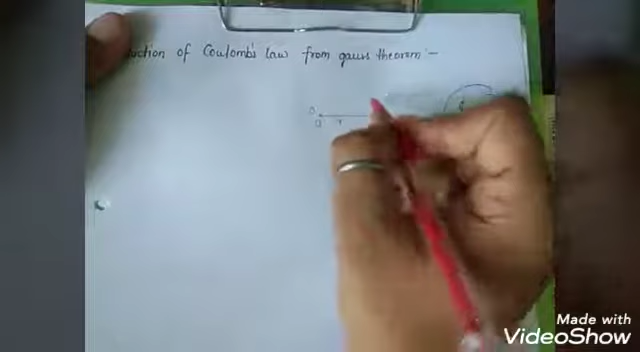 uction of Coulomb's law from gauss theorem :-
O
q
r
Made with
VideoShow